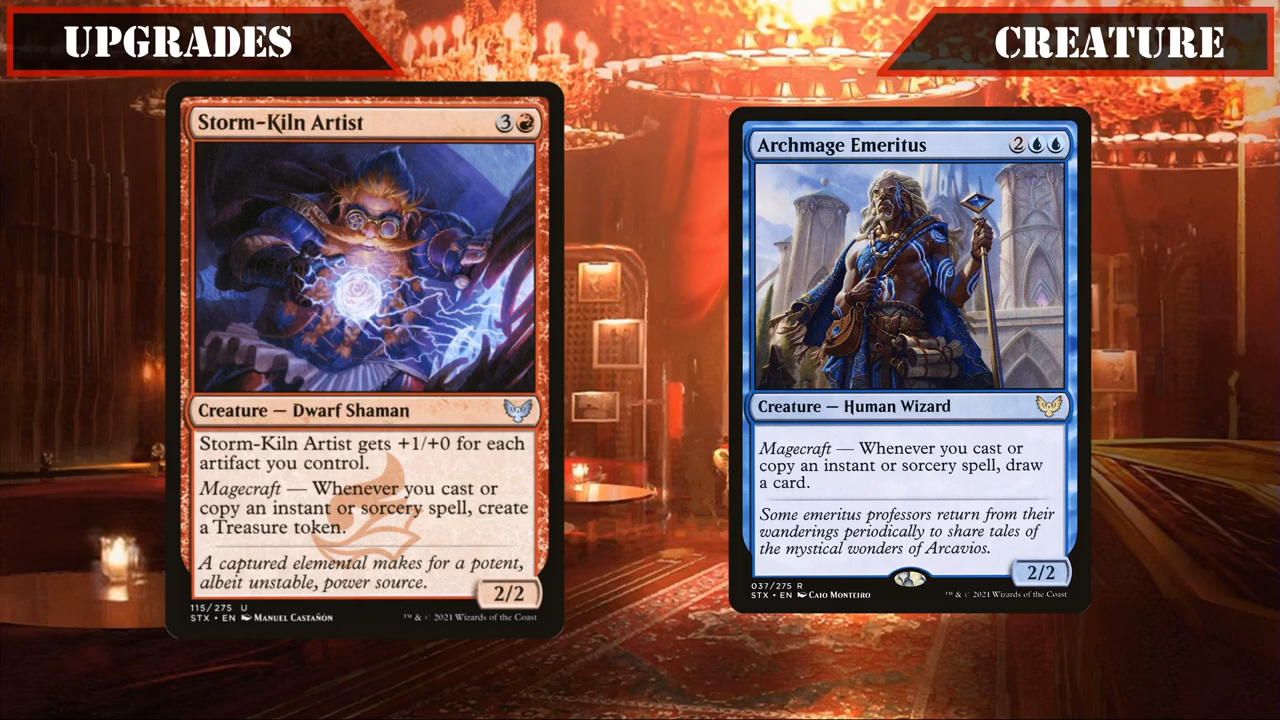 UPGRADES
CREATURE
Storm-Kiln Artist 3
Creature — Dwarf Shaman
Storm-Kiln Artist gets +1/+0 for each
artifact you control.
Magecraft — Whenever you cast or
copy an instant or sorcery spell, create
a Treasure token.
A captured elemental makes for a potent,
albeit unstable, power source.
2/2
115/275 U
STX • EN Manuel Castañón
™ & © 2021 Wizards of the Coast
Archmage Emeritus 2
Creature — Human Wizard
Magecraft — Whenever you cast or
copy an instant or sorcery spell, draw
a card.
Some emeritus professors return from their
wanderings periodically to share tales of
the mystical wonders of Arcavios.
2/2
037/275 R
STX • EN Caio Monteiro
™ & © 2021 Wizards of the Coast